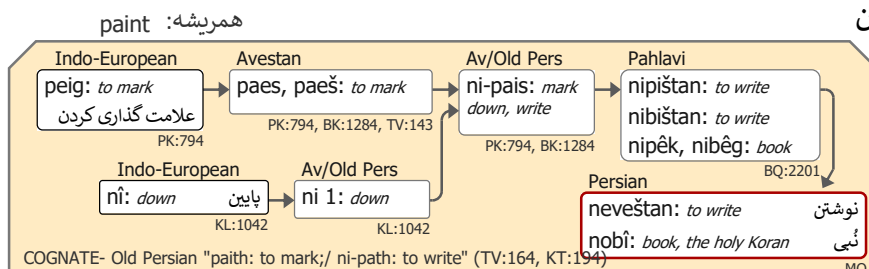 paint همریشه:
Indo-European
peig: to mark
علامت گذاری کردن
PK:794
Avestan
paes, paeš: to mark
PK:794, BK:1284, TV:143
Av/Old Pers
ni-pais: mark
down, write
PK:794, BK:1284
Pahlavi
nipištan: to write
nibištan: to write
nipêk, nibêg: book
BQ:2201
Indo-European
nî: down پایین
KL:1042
Av/Old Pers
ni 1: down
KL:1042
Persian
neveštan: to write نوشتن
nobî: book, the holy Koran نُبی
COGNATE- Old Persian "paith: to mark;/ ni-path: to write" (TV:164, KT:194)